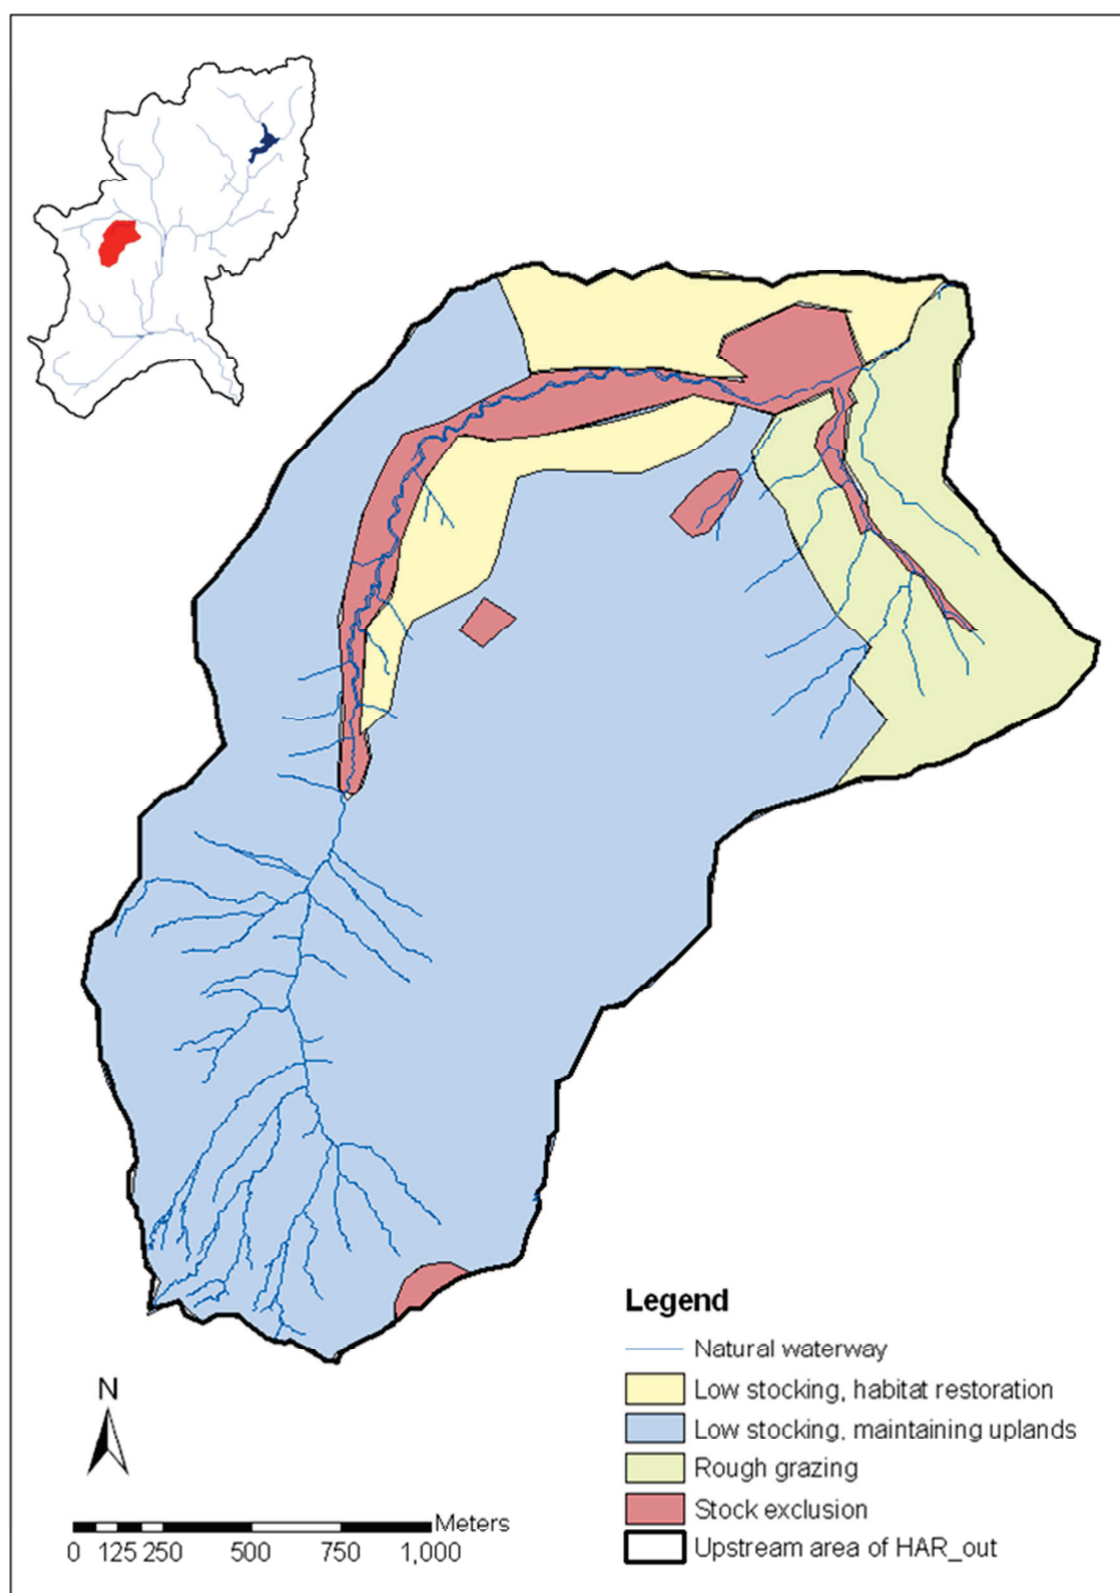 Legend
Natural waterway
Low stocking, habitat restoration
Low stocking, maintaining uplands
Rough grazing
Stock exclusion
Upstream area of HAR_out
N
Meters
0 125 250 500 750 1,000